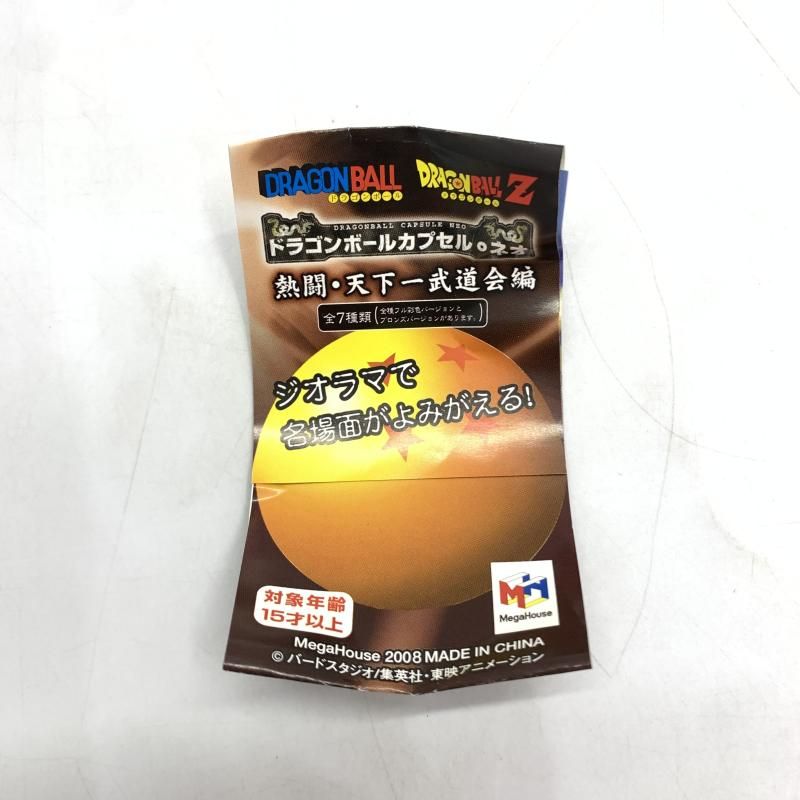 DRAGON BALL
ドラゴンボール
DRAGON BALL Z
ドラゴンボール
DRAGONBALL CAPSULE NEO
ドラゴンボールカプセル・ネオ
熱闘・天下一武道会編
全7種類(全種フル彩色バージョンとブロンズバージョンがあります。)
ジオラマで
名場面がよみがえる!
対象年齢
15才以上
MegaHouse
MegaHouse 2008 MADE IN CHINA
© バードスタジオ/集英社・東映アニメーション